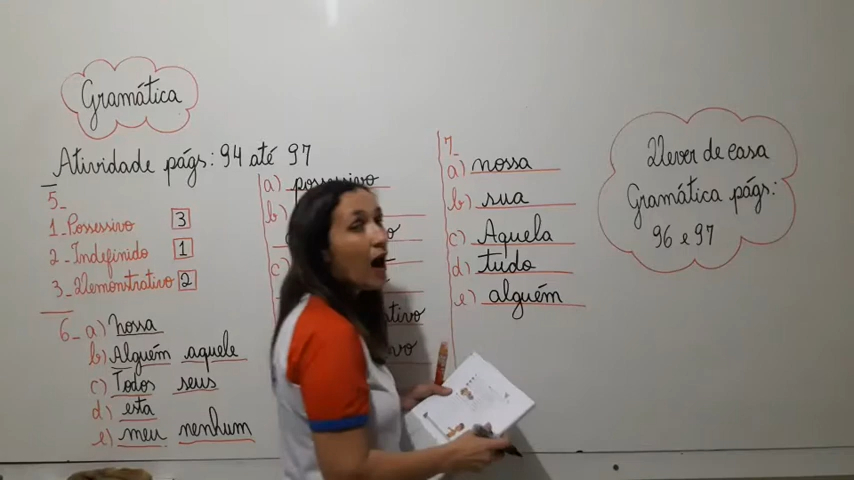 Gramática
Atividade págs: 94 até 97
5_
1_Possessivo 3
2_Indefinido 1
3_Demonstrativo 2
6_ a) nossa
b) Alguém aquele
c) Todos seus
d) esta
e) meu nenhum
a) possessivo
b)
c)
7_
a) nossa
b) sua
c) Aquela
d) tudo
e) alguém
Dever de casa
Gramática págs:
96 e 97